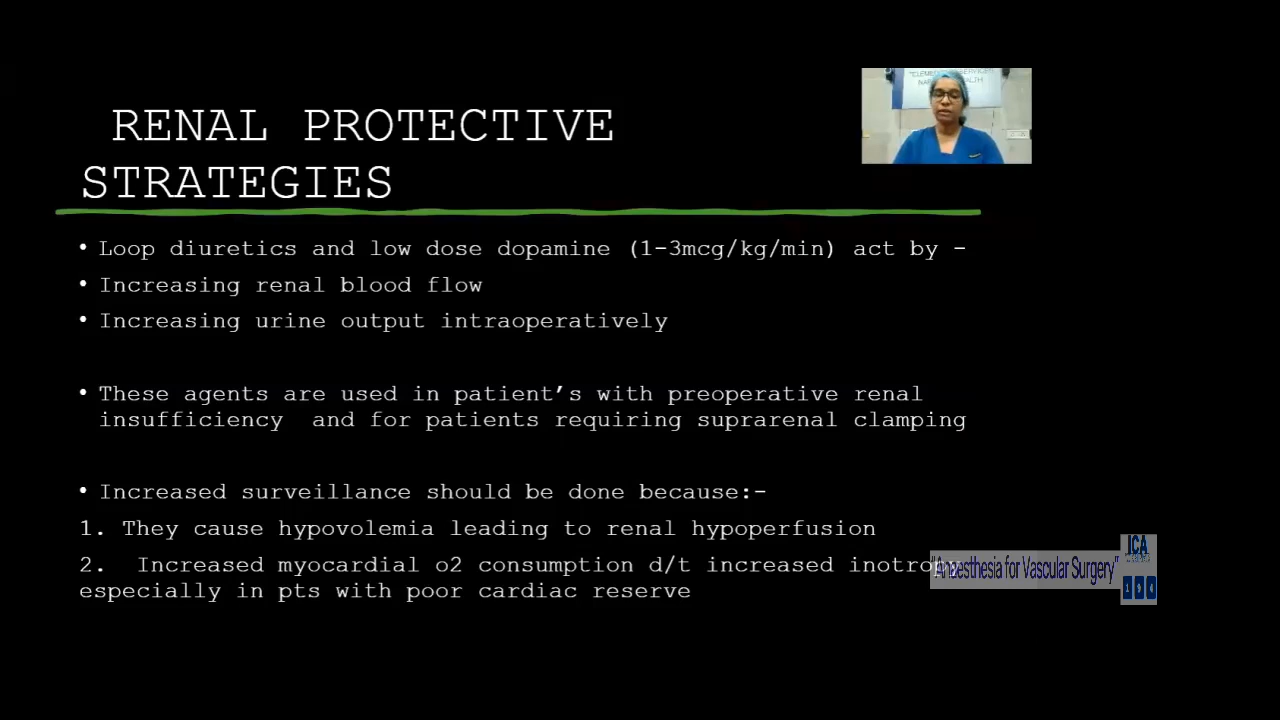 RENAL PROTECTIVE
STRATEGIES
• Loop diuretics and low dose dopamine (1-3mcg/kg/min) act by -
• Increasing renal blood flow
• Increasing urine output intraoperatively
• These agents are used in patient’s with preoperative renal
insufficiency and for patients requiring suprarenal clamping
• Increased surveillance should be done because:-
1. They cause hypovolemia leading to renal hypoperfusion
2. Increased myocardial o2 consumption d/t increased
especially in pts with poor cardiac reserve
"Anaesthesia for Vascular Surgery"
ICA